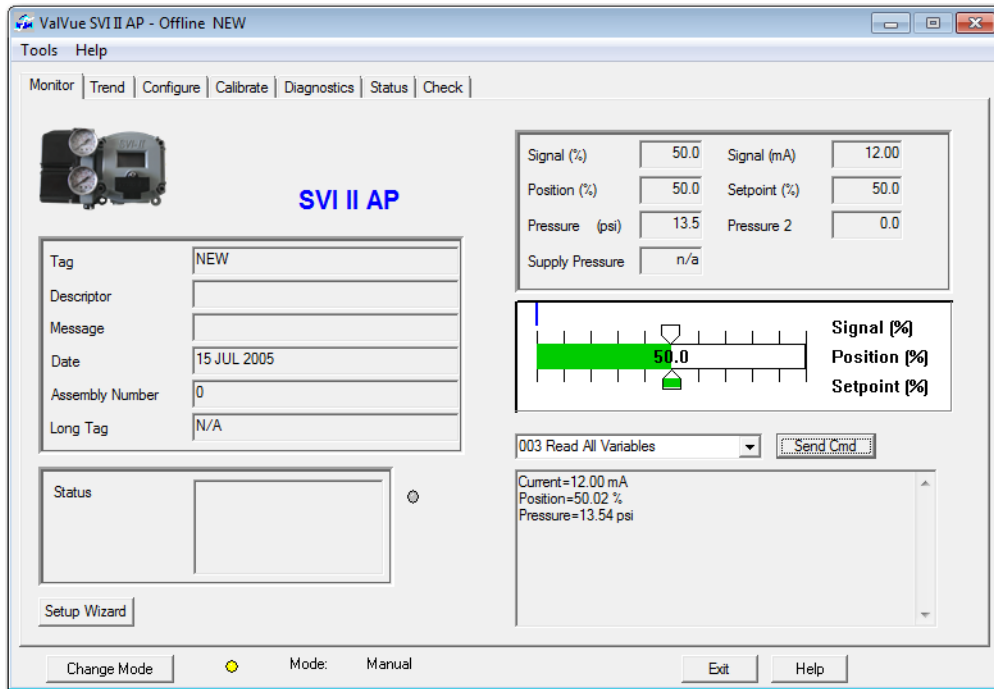 ValVue SVI II AP - Offline NEW
Tools Help
Monitor Trend Configure Calibrate Diagnostics Status Check
SVI-II
SVI II AP
Tag NEW
Descriptor
Message
Date 15 JUL 2005
Assembly Number 0
Long Tag N/A
Status
Setup Wizard
Signal (%) 50.0 Signal (mA) 12.00
Position (%) 50.0 Setpoint (%) 50.0
Pressure (psi) 13.5 Pressure 2 0.0
Supply Pressure n/a
Signal (%)
50.0 Position (%)
Setpoint (%)
003 Read All Variables Send Cmd
Current=12.00 mA
Position=50.02 %
Pressure=13.54 psi
Change Mode Mode: Manual Exit Help